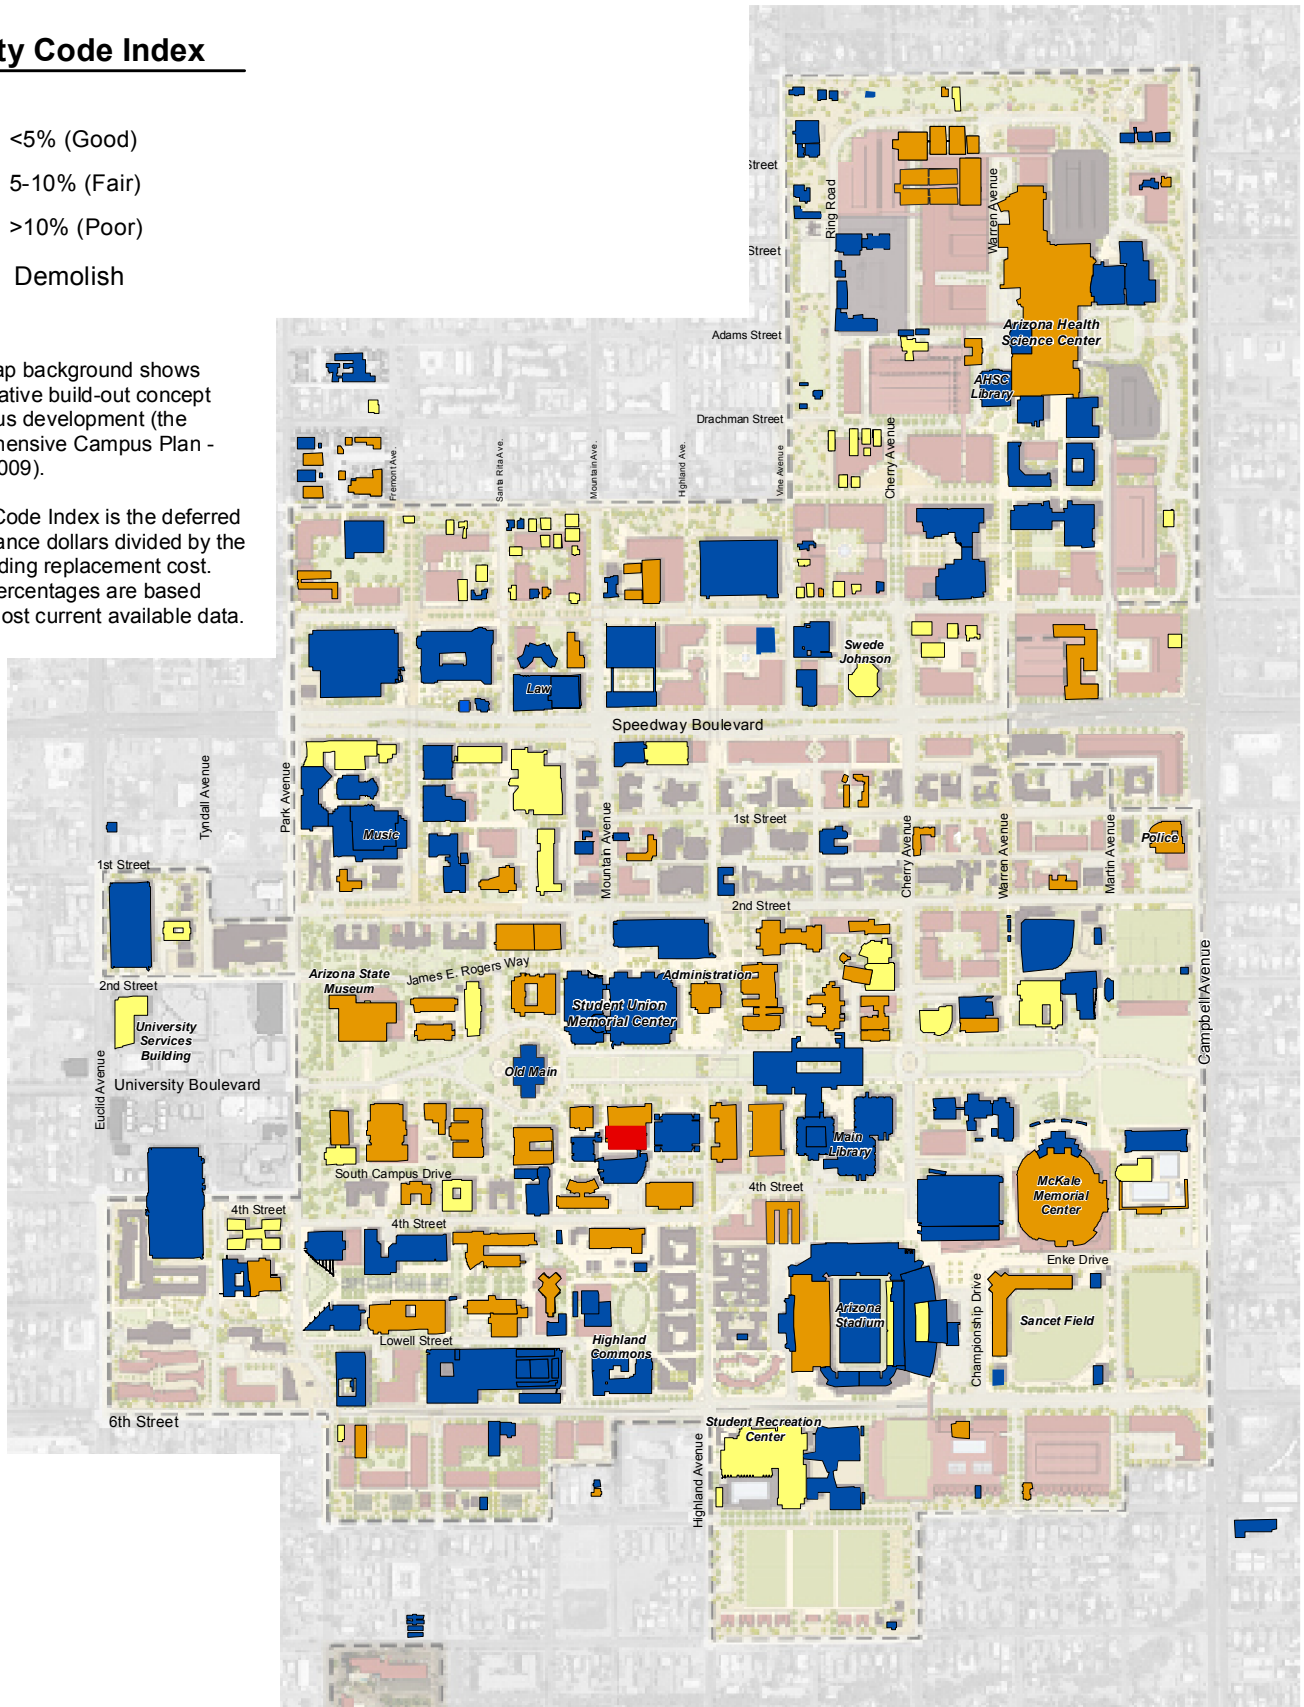 ty Code Index
<5% (Good)
5-10% (Fair)
>10% (Poor)
Demolish
ap background shows
ative build-out concept
us development (the
hensive Campus Plan -
009).
Code Index is the deferred
ance dollars divided by the
ding replacement cost.
ercentages are based
ost current available data.
Street
Ring Road
Warren Avenue
Street
Adams Street
Arizona Health
Science Center
AHSC
Library
Drachman Street
Cherry Avenue
Fremont Ave.
Santa Rita Ave.
Mountain Ave.
Highland Ave.
Vine Avenue
Swede
Johnson
Law
Speedway Boulevard
Tyndall Avenue
Park Avenue
Music
Mountain Avenue
1st Street
Cherry Avenue
Warren Avenue
Martin Avenue
Police
1st Street
2nd Street
Arizona State
Museum
James E. Rogers Way
Administration
Student Union
Memorial Center
2nd Street
University
Services
Building
Campbell Avenue
Old Main
University Boulevard
Euclid Avenue
Main
Library
South Campus Drive
4th Street
McKale
Memorial
Center
4th Street
4th Street
Enke Drive
Championship Drive
Arizona
Stadium
Sancet Field
Lowell Street
Highland
Commons
6th Street
Student Recreation
Center
Highland Avenue